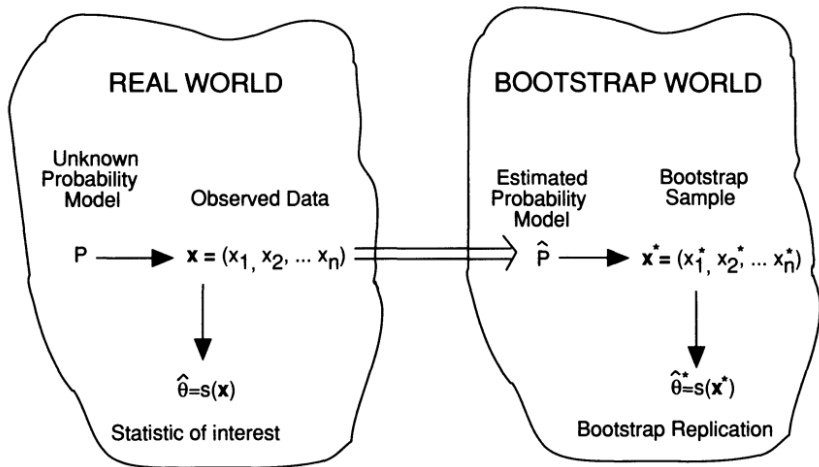 REAL WORLD
Unknown
Probability
Model
Observed Data
P
x = (x₁, x₂, ... xₙ)
θ̂=s(x)
Statistic of interest
BOOTSTRAP WORLD
Estimated
Probability
Model
Bootstrap
Sample
P̂
x* = (x₁*, x₂*, ... xₙ*)
θ̂*=s(x*)
Bootstrap Replication